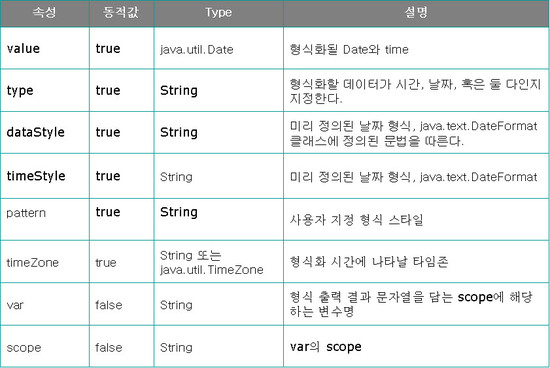 속성 동적값 Type 설명
value true java.util.Date 형식화될 Date와 time
type true String 형식화할 데이터가 시간, 날짜, 혹은 둘 다인지
지정한다.
dataStyle true String 미리 정의된 날짜 형식, java.text.DateFormat
클래스에 정의된 문법을 따른다.
timeStyle true String 미리 정의된 날짜 형식, java.text.DateFormat
pattern true String 사용자 지정 형식 스타일
timeZone true String 또는
java.util.TimeZone 형식화 시간에 나타날 타임존
var false String 형식 출력 결과 문자열을 담는 scope에 해당
하는 변수명
scope false String var의 scope